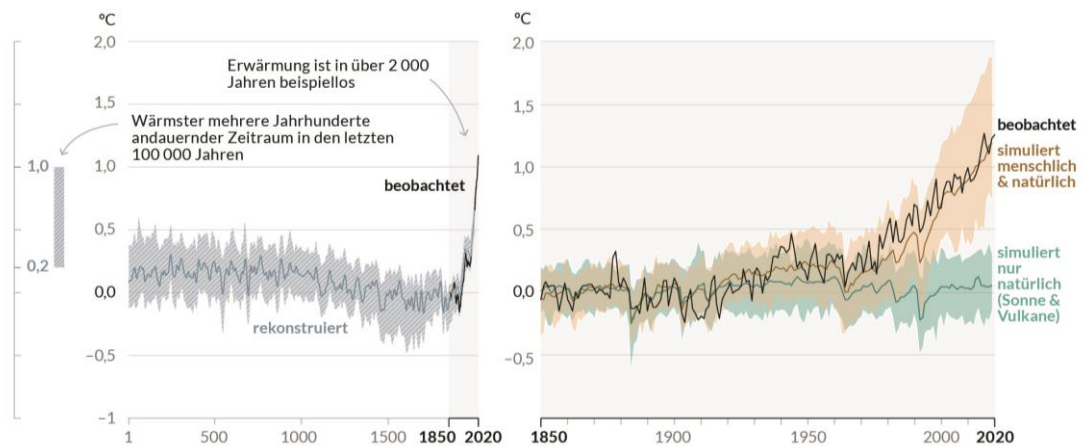 °C
2,0
1,5
1,0
0,5
0,0
–0,5
–1
1,0
0,2
Erwärmung ist in über 2 000
Jahren beispiellos
Wärmster mehrere Jahrhunderte
andauernder Zeitraum in den letzten
100 000 Jahren
beobachtet
rekonstruiert
1
500
1000
1500
1850
2020
°C
2,0
1,5
1,0
0,5
0,0
–0,5
beobachtet
simuliert
menschlich
& natürlich
simuliert
nur
natürlich
(Sonne &
Vulkane)
1850
1900
1950
2020